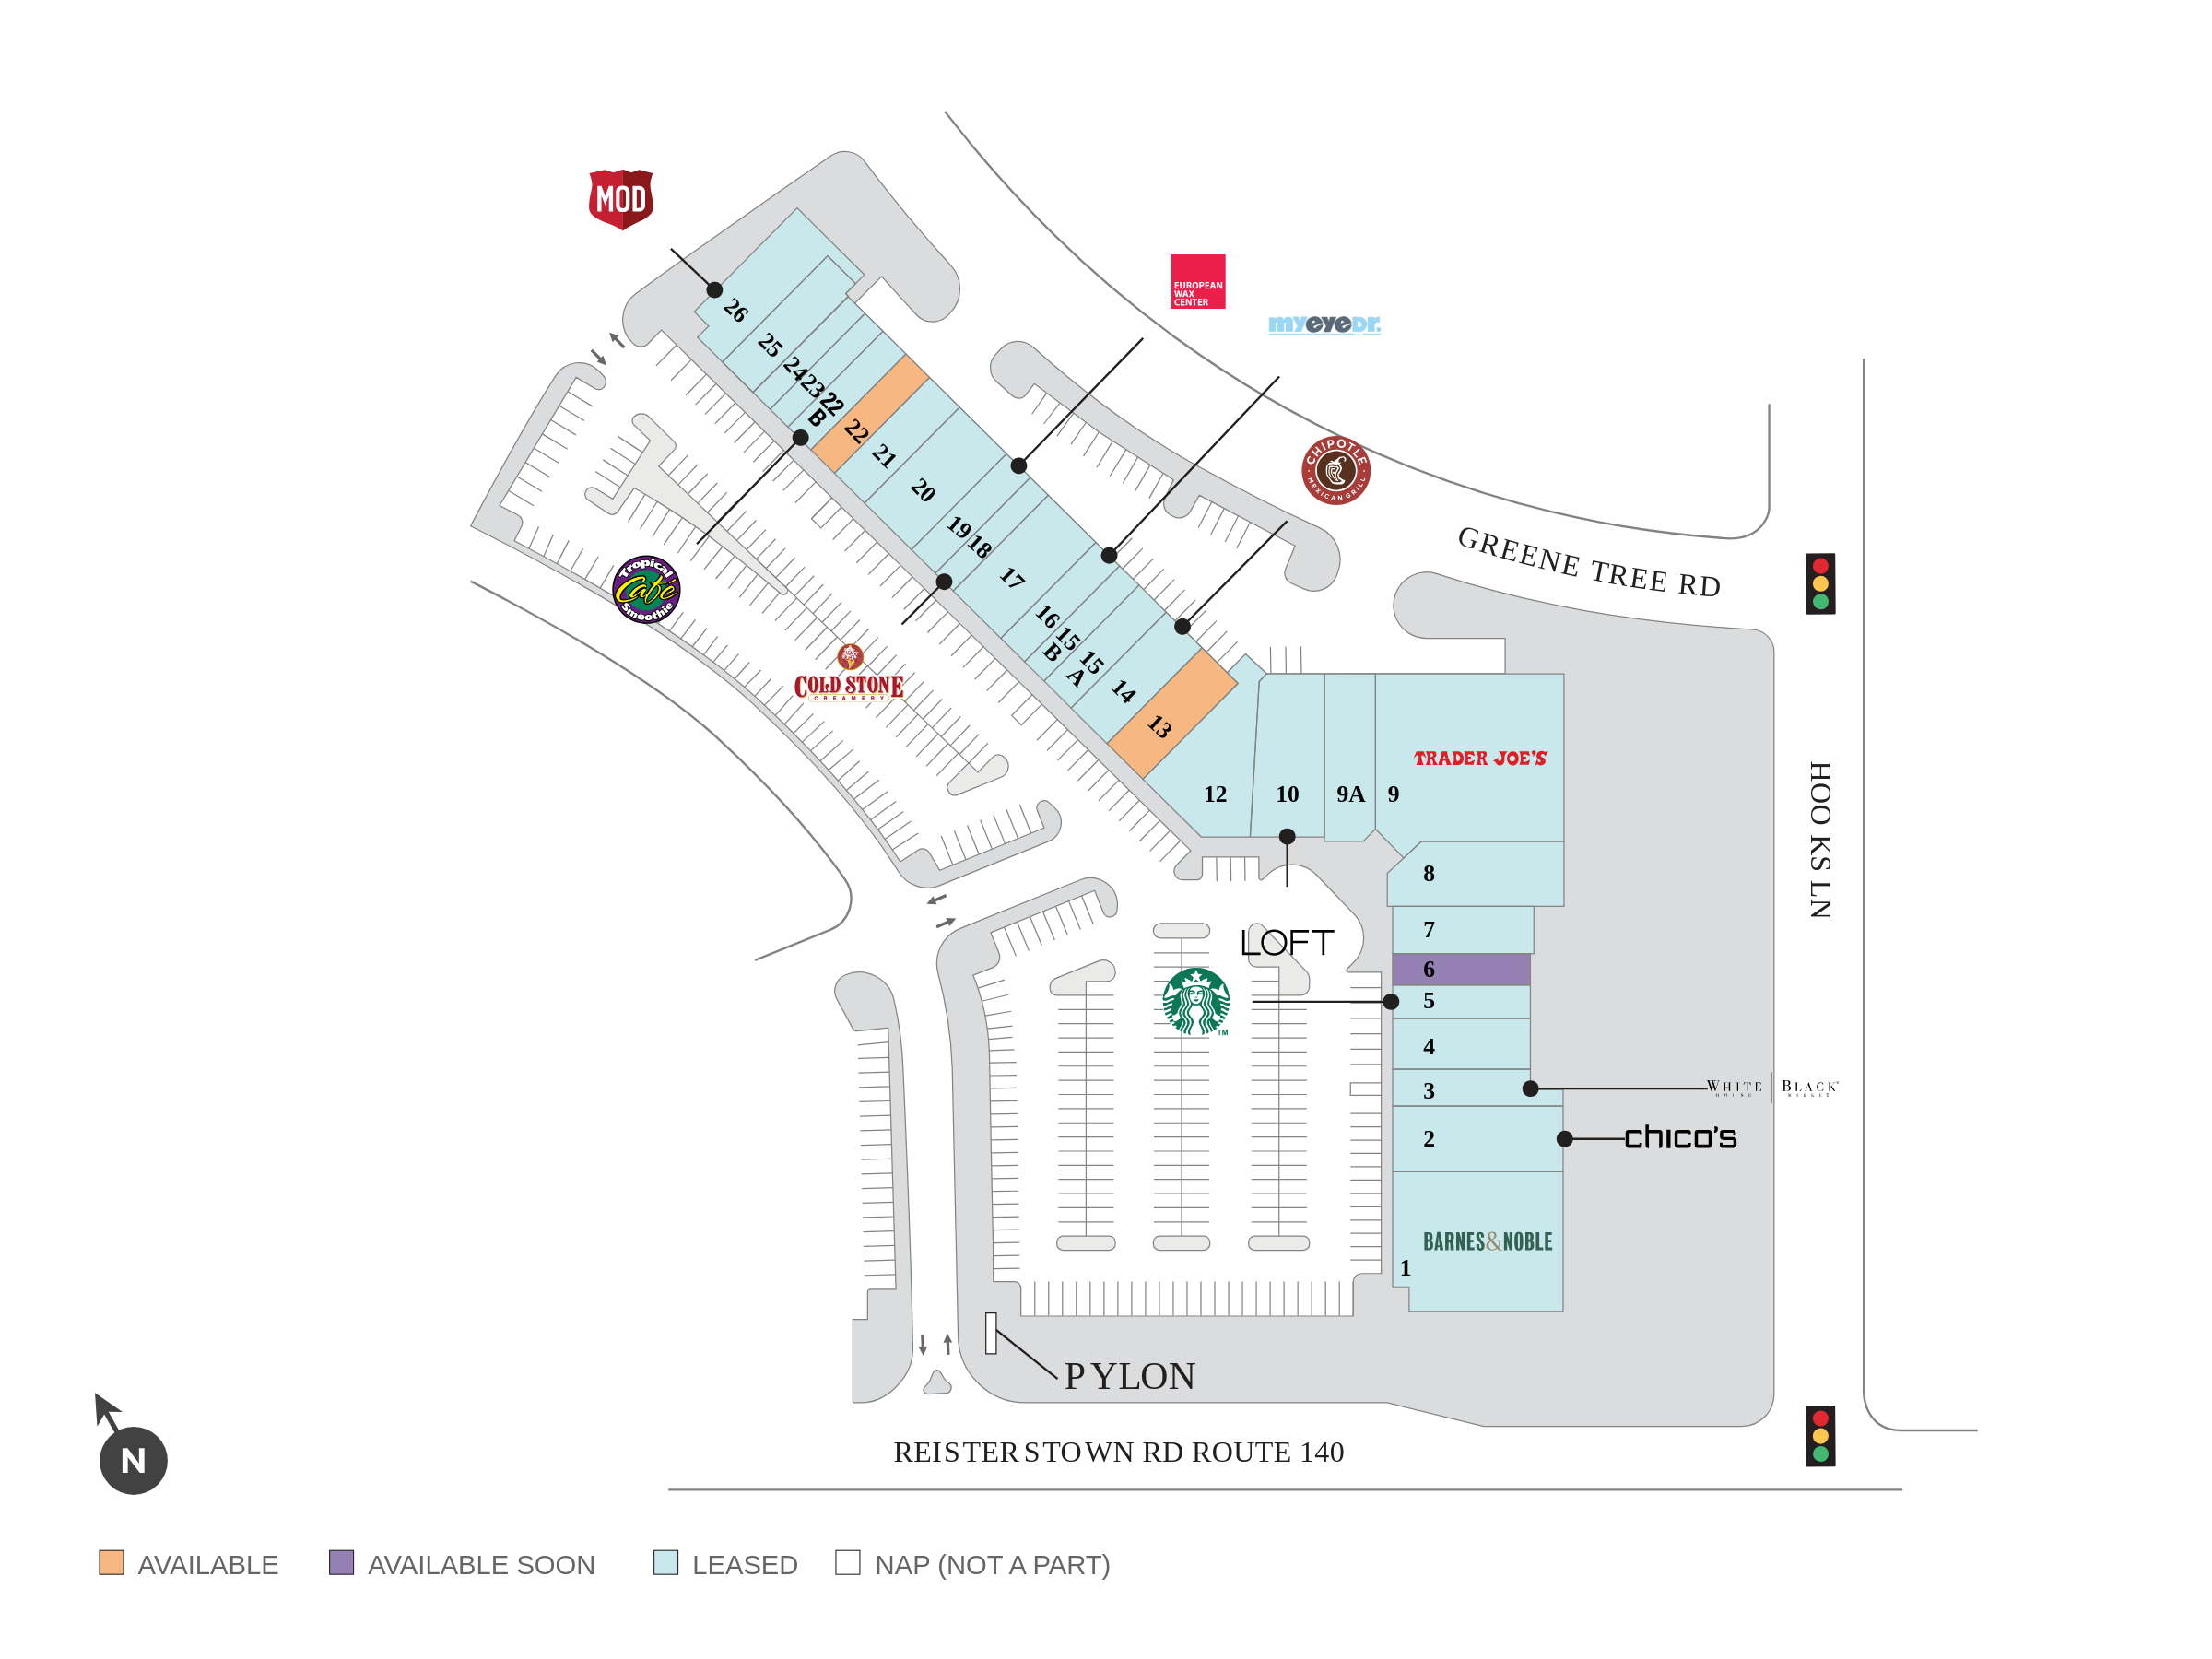 MOD
EUROPEAN
WAX
CENTER
myeyeDr.
CHIPOTLE
MEXICAN GRILL
GREENE TREE RD
26
25
24
23
22
B
22
21
20
19
18
17
16
15
B
15
A
14
13
Tropical
Café
Smoothie
COLD STONE
CREAMERY
TRADER JOE'S
12
10
9A
9
HOOKS LN
8
7
LOFT
6
TM
5
4
3
WHITE BLACK
HOUSE MARKET
2
chico's
BARNES&NOBLE
1
PYLON
REISTERSTOWN RD ROUTE 140
N
AVAILABLE
AVAILABLE SOON
LEASED
NAP (NOT A PART)